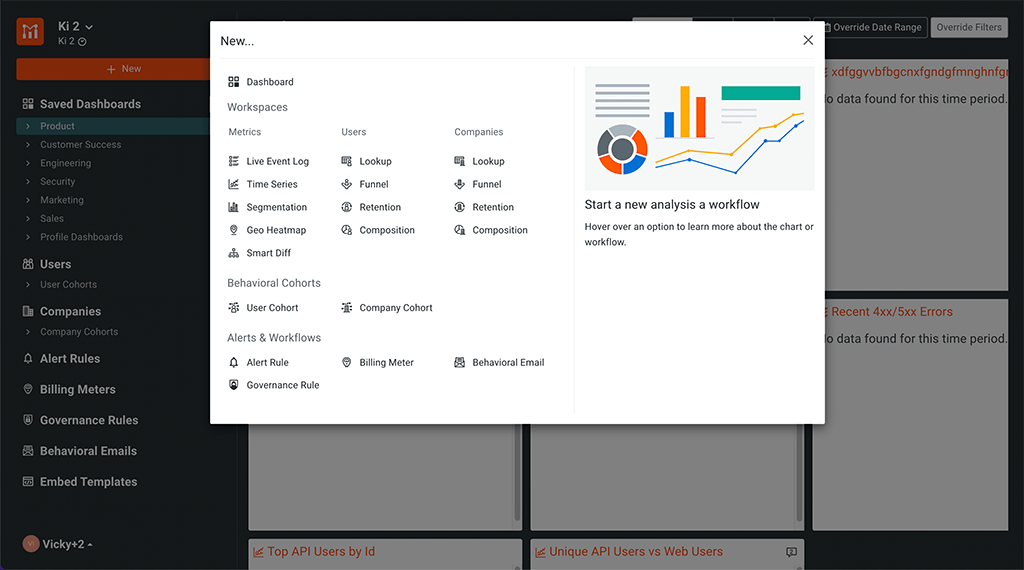 Ki 2
Ki 2
+ New
Saved Dashboards
Product
Customer Success
Engineering
Security
Marketing
Sales
Profile Dashboards
Users
User Cohorts
Companies
Company Cohorts
Alert Rules
Billing Meters
Governance Rules
Behavioral Emails
Embed Templates
VI Vicky+2
New...
Dashboard
Workspaces
Metrics Users Companies
Live Event Log Lookup Lookup
Time Series Funnel Funnel
Segmentation Retention Retention
Geo Heatmap Composition Composition
Smart Diff
Behavioral Cohorts
User Cohort Company Cohort
Alerts & Workflows
Alert Rule Billing Meter Behavioral Email
Governance Rule
Start a new analysis a workflow
Hover over an option to learn more about the chart or
workflow.
Override Date Range Override Filters
xdfggvvbfbgcnxfgndgfmnghnfgr
o data found for this time period.
Recent 4xx/5xx Errors
o data found for this time period.
Top API Users by Id
Unique API Users vs Web Users